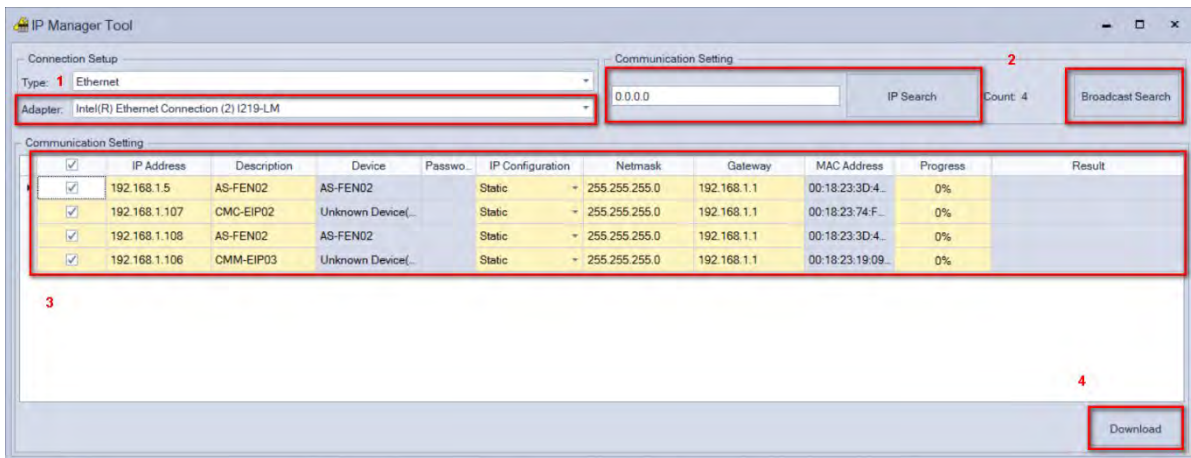 IP Manager Tool
Connection Setup
Communication Setting
2
Type: 1 Ethernet
0.0.0.0 IP Search Count: 4 Broadcast Search
Adapter: Intel(R) Ethernet Connection (2) I219-LM
Communication Setting
IP Address Description Device Passwo... IP Configuration Netmask Gateway MAC Address Progress Result
192.168.1.5 AS-FEN02 AS-FEN02 Static 255.255.255.0 192.168.1.1 00:18:23:3D:4... 0%
192.168.1.107 CMC-EIP02 Unknown Device(... Static 255.255.255.0 192.168.1.1 00:18:23:74:F... 0%
192.168.1.108 AS-FEN02 AS-FEN02 Static 255.255.255.0 192.168.1.1 00:18:23:3D:4... 0%
192.168.1.106 CMM-EIP03 Unknown Device(... Static 255.255.255.0 192.168.1.1 00:18:23:19:09... 0%
3
4
Download